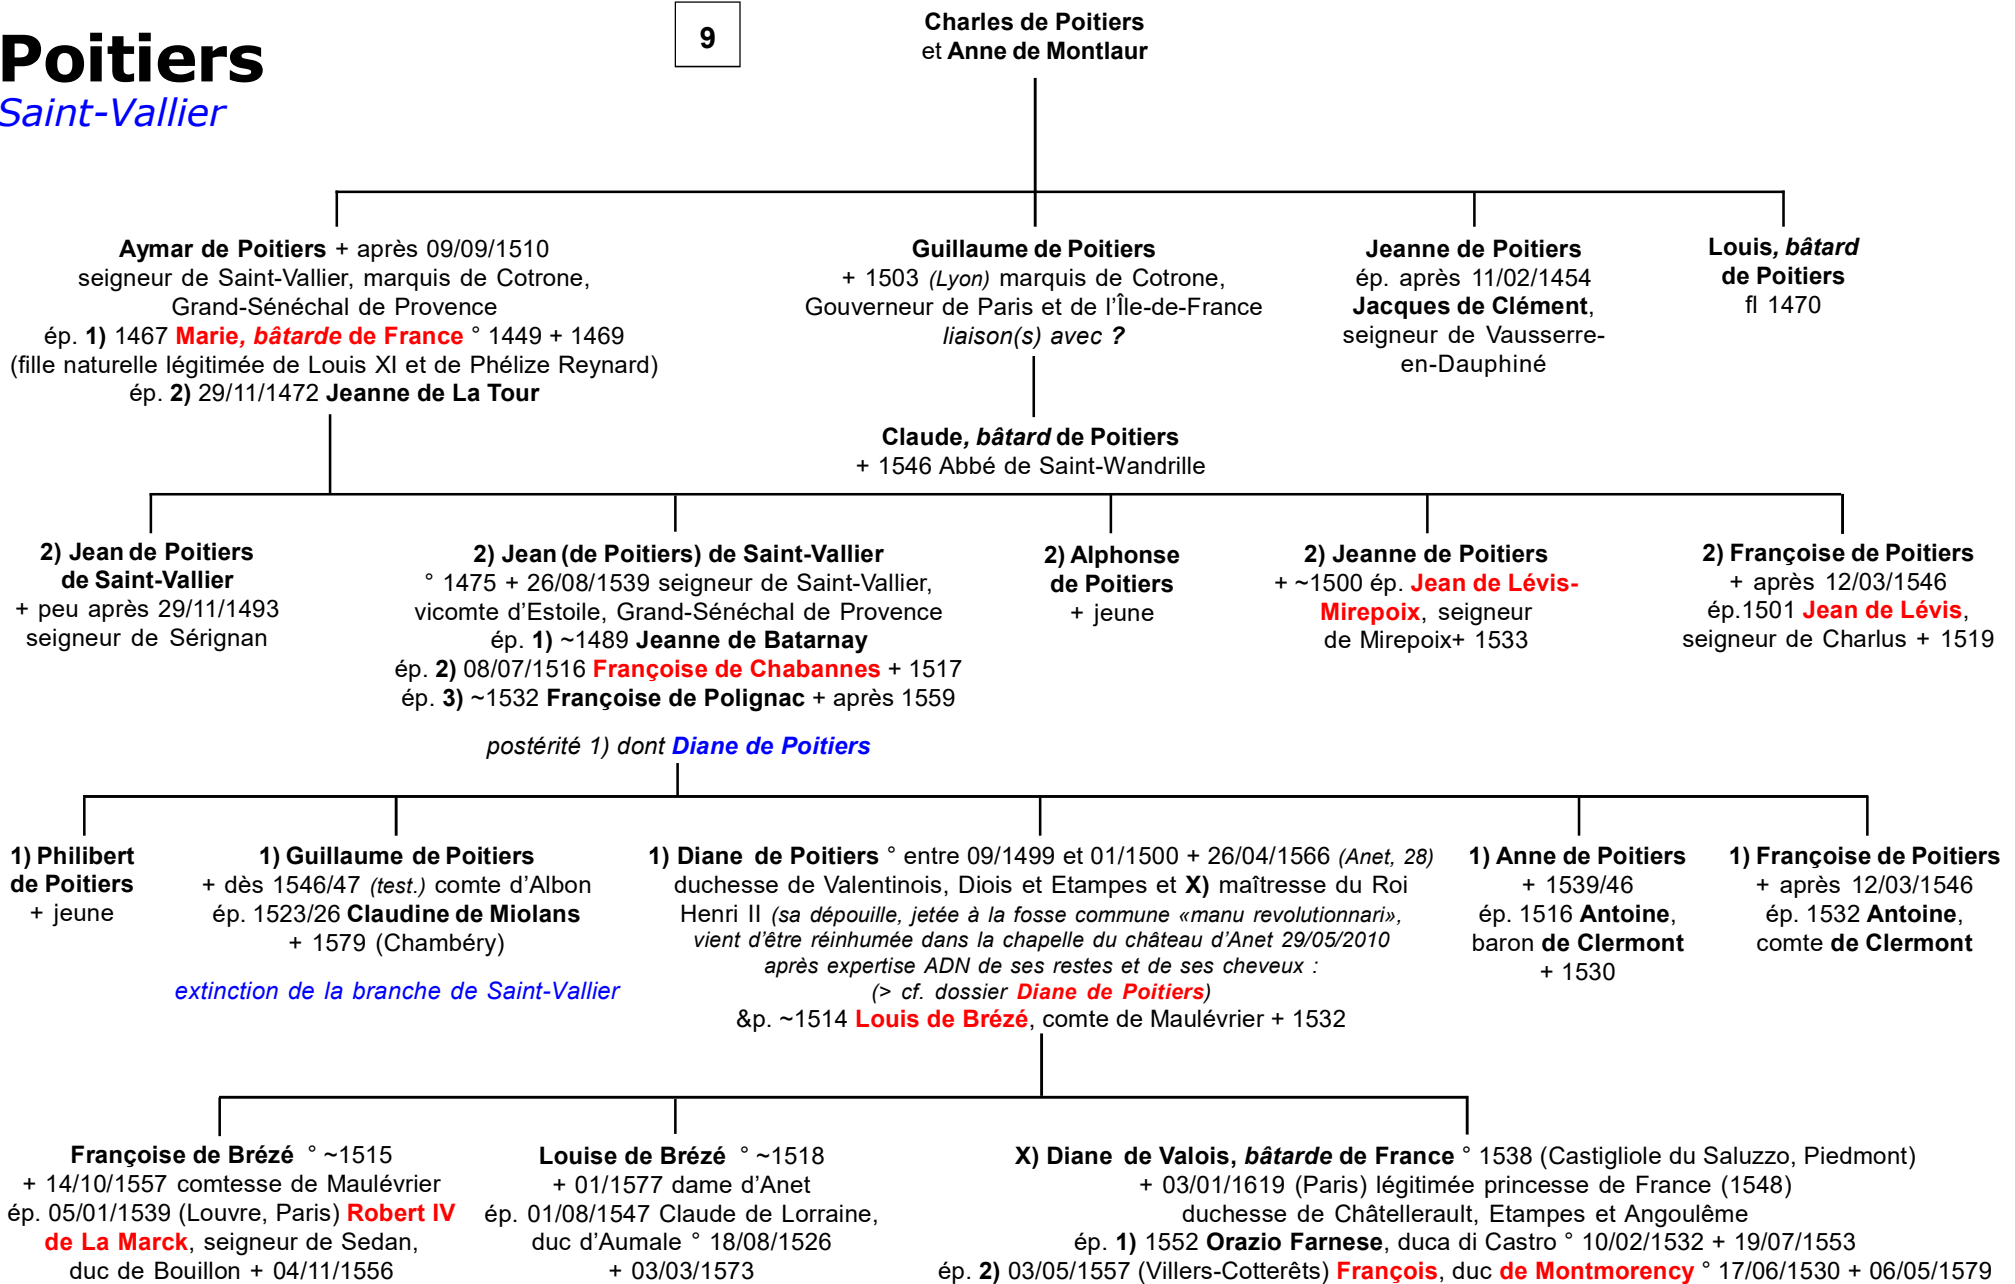 Poitiers
Saint-Vallier
9
Charles de Poitiers
et Anne de Montlaur
Aymar de Poitiers + après 09/09/1510
seigneur de Saint-Vallier, marquis de Cotrone,
Grand-Sénéchal de Provence
ép. 1) 1467 Marie, bâtarde de France ° 1449 + 1469
(fille naturelle légitimée de Louis XI et de Phélize Reynard)
ép. 2) 29/11/1472 Jeanne de La Tour
Guillaume de Poitiers
+ 1503 (Lyon) marquis de Cotrone,
Gouverneur de Paris et de l'Île-de-France
liaison(s) avec ?
Jeanne de Poitiers
ép. après 11/02/1454
Jacques de Clément,
seigneur de Vausserre-
en-Dauphiné
Louis, bâtard
de Poitiers
fl 1470
Claude, bâtard de Poitiers
+ 1546 Abbé de Saint-Wandrille
2) Jean de Poitiers
de Saint-Vallier
+ peu après 29/11/1493
seigneur de Sérignan
2) Jean (de Poitiers) de Saint-Vallier
° 1475 + 26/08/1539 seigneur de Saint-Vallier,
vicomte d'Estoile, Grand-Sénéchal de Provence
ép. 1) ~1489 Jeanne de Batarnay
ép. 2) 08/07/1516 Françoise de Chabannes + 1517
ép. 3) ~1532 Françoise de Polignac + après 1559
postérité 1) dont Diane de Poitiers
2) Alphonse
de Poitiers
+ jeune
2) Jeanne de Poitiers
+ ~1500 ép. Jean de Lévis-
Mirepoix, seigneur
de Mirepoix+ 1533
2) Françoise de Poitiers
+ après 12/03/1546
ép.1501 Jean de Lévis,
seigneur de Charlus + 1519
1) Philibert
de Poitiers
+ jeune
1) Guillaume de Poitiers
+ dès 1546/47 (test.) comte d'Albon
ép. 1523/26 Claudine de Miolans
+ 1579 (Chambéry)
extinction de la branche de Saint-Vallier
1) Diane de Poitiers ° entre 09/1499 et 01/1500 + 26/04/1566 (Anet, 28)
duchesse de Valentinois, Diois et Etampes et X) maîtresse du Roi
Henri II (sa dépouille, jetée à la fosse commune «manu revolutionnari»,
vient d'être réinhumée dans la chapelle du château d'Anet 29/05/2010
après expertise ADN de ses restes et de ses cheveux :
(> cf. dossier Diane de Poitiers)
&p. ~1514 Louis de Brézé, comte de Maulévrier + 1532
1) Anne de Poitiers
+ 1539/46
ép. 1516 Antoine,
baron de Clermont
+ 1530
1) Françoise de Poitiers
+ après 12/03/1546
ép. 1532 Antoine,
comte de Clermont
Françoise de Brézé ° ~1515
+ 14/10/1557 comtesse de Maulévrier
ép. 05/01/1539 (Louvre, Paris) Robert IV
de La Marck, seigneur de Sedan,
duc de Bouillon + 04/11/1556
Louise de Brézé ° ~1518
+ 01/1577 dame d'Anet
ép. 01/08/1547 Claude de Lorraine,
duc d'Aumale ° 18/08/1526
+ 03/03/1573
X) Diane de Valois, bâtarde de France ° 1538 (Castigliole du Saluzzo, Piedmont)
+ 03/01/1619 (Paris) légitimée princesse de France (1548)
duchesse de Châtellerault, Etampes et Angoulême
ép. 1) 1552 Orazio Farnese, duca di Castro ° 10/02/1532 + 19/07/1553
ép. 2) 03/05/1557 (Villers-Cotterêts) François, duc de Montmorency ° 17/06/1530 + 06/05/1579